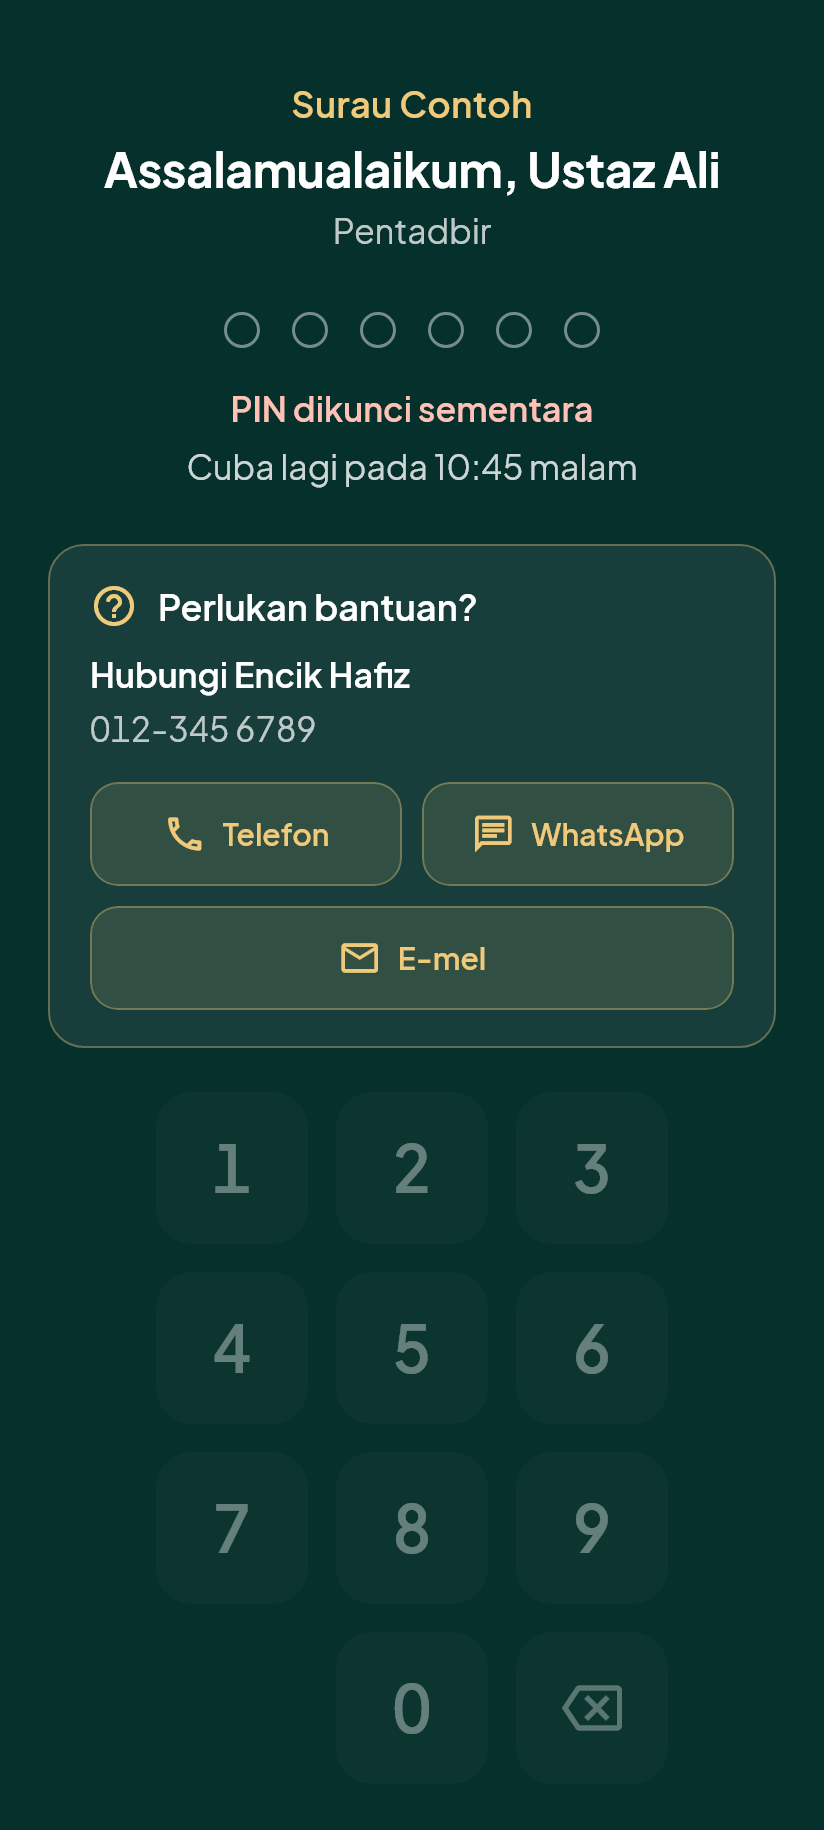 Surau Contoh
Assalamualaikum, Ustaz Ali
Pentadbir
PIN dikunci sementara
Cuba lagi pada 10:45 malam
Perlukan bantuan?
Hubungi Encik Hafiz
012-345 6789
Telefon
WhatsApp
E-mel
1 2 3
4 5 6
7 8 9
0